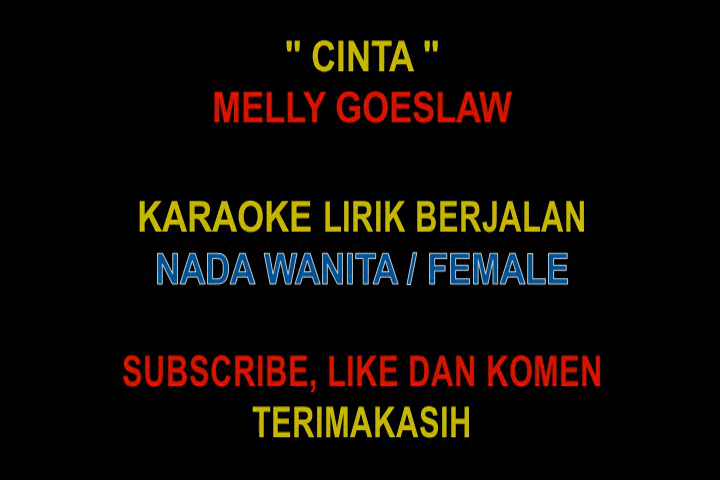 " CINTA "
MELLY GOESLAW
KARAOKE LIRIK BERJALAN
NADA WANITA / FEMALE
SUBSCRIBE, LIKE DAN KOMEN
TERIMAKASIH